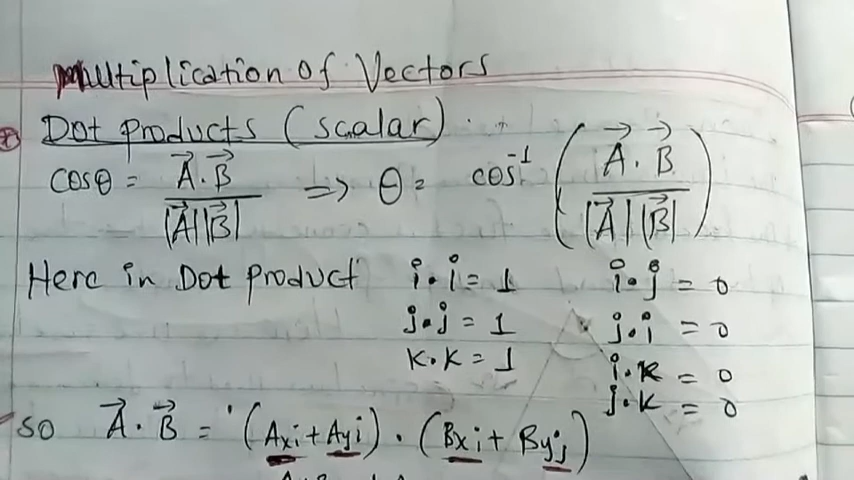 Multiplication of Vectors
Dot products (scalar).
cosθ = A⃗.B⃗ / |A⃗||B⃗| => θ = cos⁻¹ (A⃗.B⃗ / |A⃗||B⃗|)
Here in Dot product i.i = 1 i.j = 0
j.j = 1 j.i = 0
k.k = 1 i.k = 0
j.k = 0
so A⃗.B⃗ = (Axi + Ayi).(Bxi + Byj)